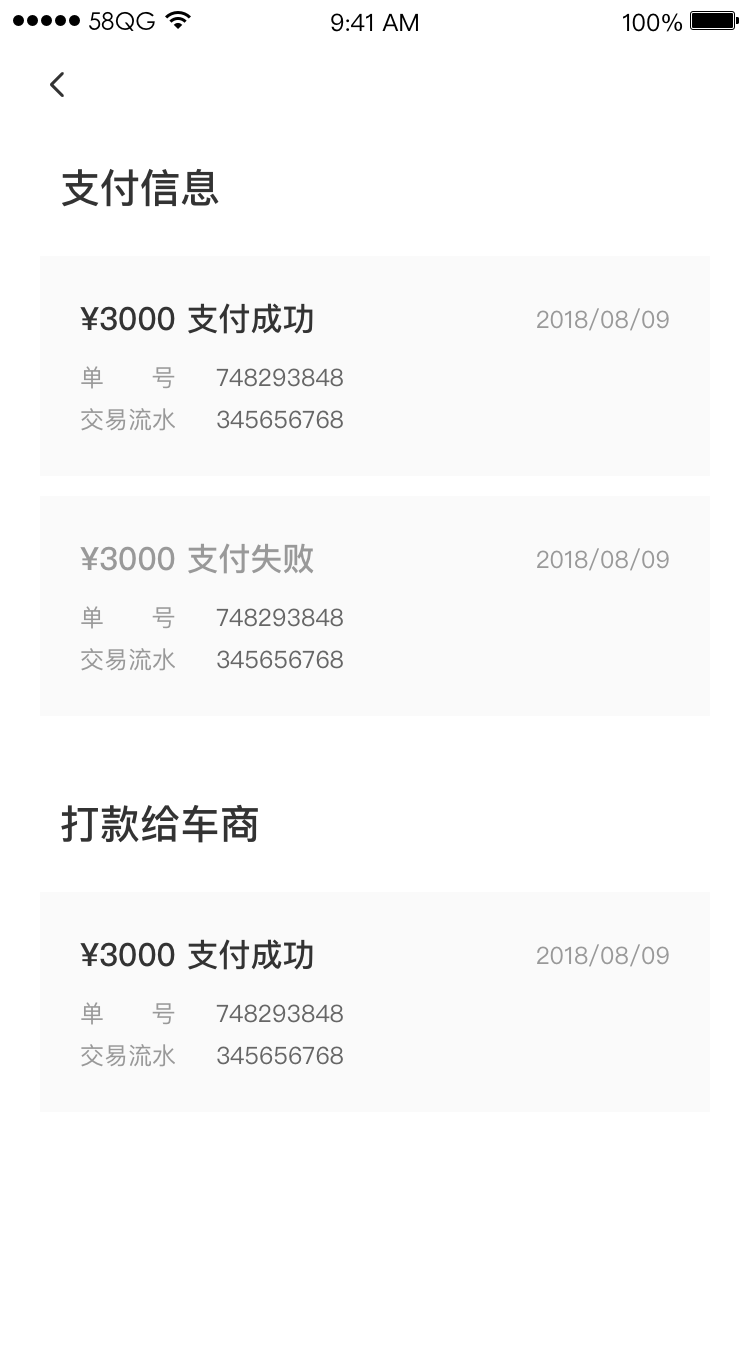 58QG 9:41 AM 100%
支付信息
¥3000 支付成功 2018/08/09
单 号 748293848
交易流水 345656768
¥3000 支付失败 2018/08/09
单 号 748293848
交易流水 345656768
打款给车商
¥3000 支付成功 2018/08/09
单 号 748293848
交易流水 345656768